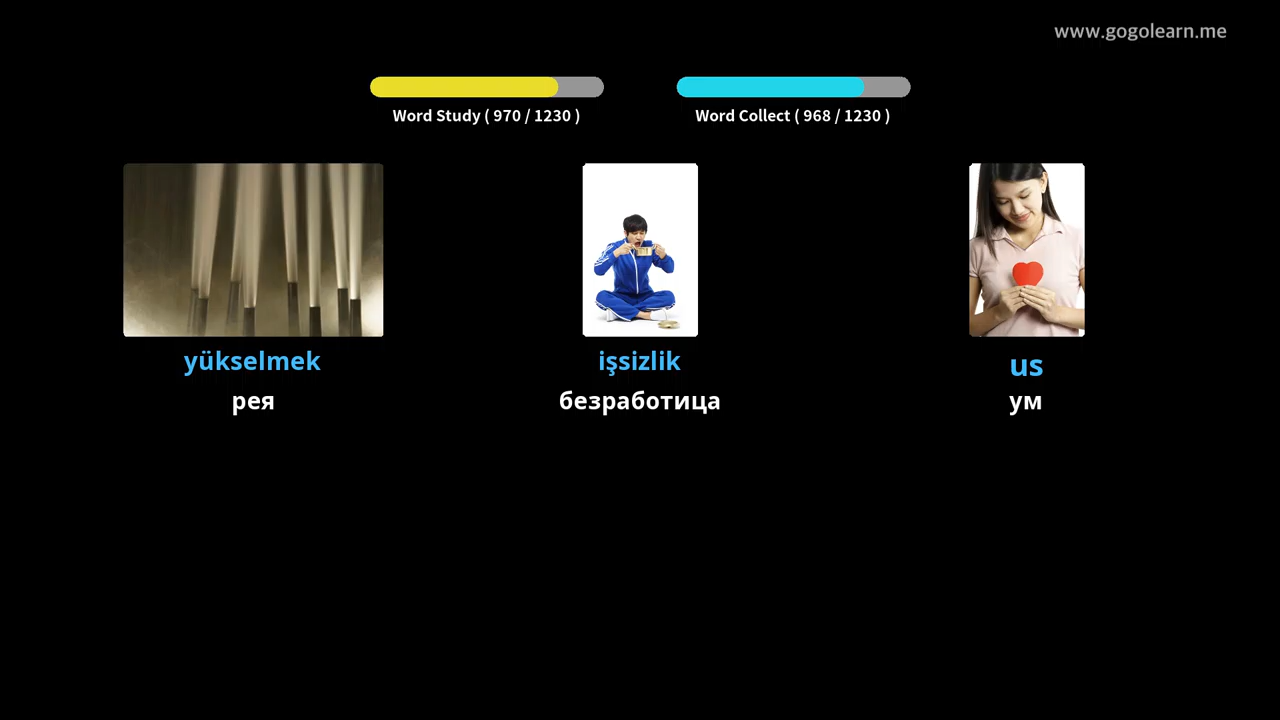 www.gogolearn.me
Word Study ( 970 / 1230 )
Word Collect ( 968 / 1230 )
yükselmek
işsizlik
us
рея
безработица
ум